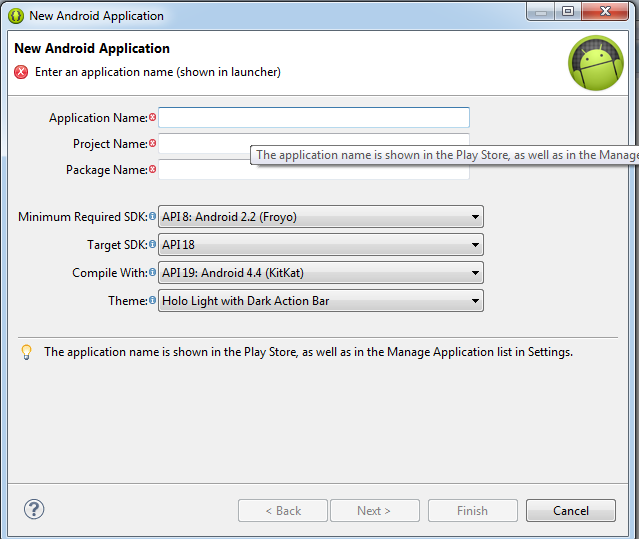 New Android Application
New Android Application
Enter an application name (shown in launcher)
Application Name:
Project Name:
The application name is shown in the Play Store, as well as in the Manage
Package Name:
Minimum Required SDK: API 8: Android 2.2 (Froyo)
Target SDK: API 18
Compile With: API 19: Android 4.4 (KitKat)
Theme: Holo Light with Dark Action Bar
The application name is shown in the Play Store, as well as in the Manage Application list in Settings.
? < Back Next > Finish Cancel